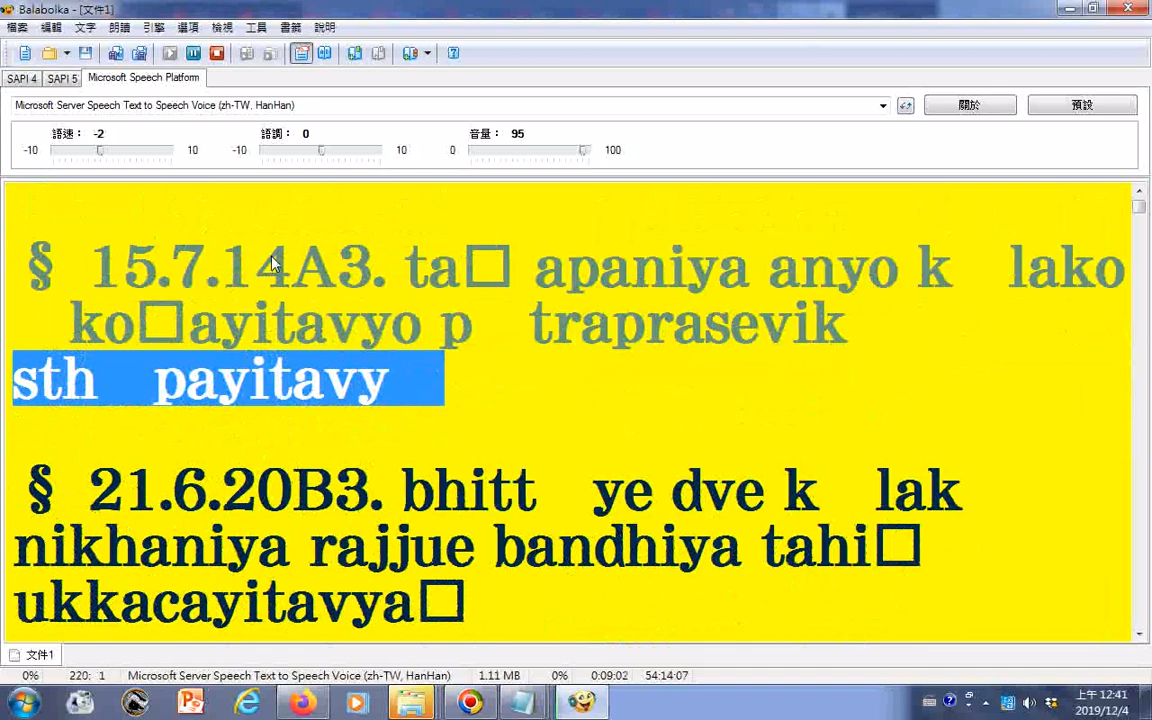 Balabolka - [文件1]
檔案 編輯 文字 朗讀 引擎 選項 檢視 工具 書籤 說明
SAPI 4 SAPI 5 Microsoft Speech Platform
Microsoft Server Speech Text to Speech Voice (zh-TW, HanHan) 關於 預設
語速： -2 語調： 0 音量： 95
-10 10 -10 10 0 100
§ 15.7.14A3. ta□ apaniya anyo k lako
ko□ayitavyo p traprasevik
sth payitavy
§ 21.6.20B3. bhitt ye dve k lak
nikhaniya rajjue bandhiya tahi□
ukkacayitavya□
文件1
0% 220: 1 Microsoft Server Speech Text to Speech Voice (zh-TW, HanHan) 1.11 MB 0% 0:09:02 54:14:07
上午 12:41
2019/12/4